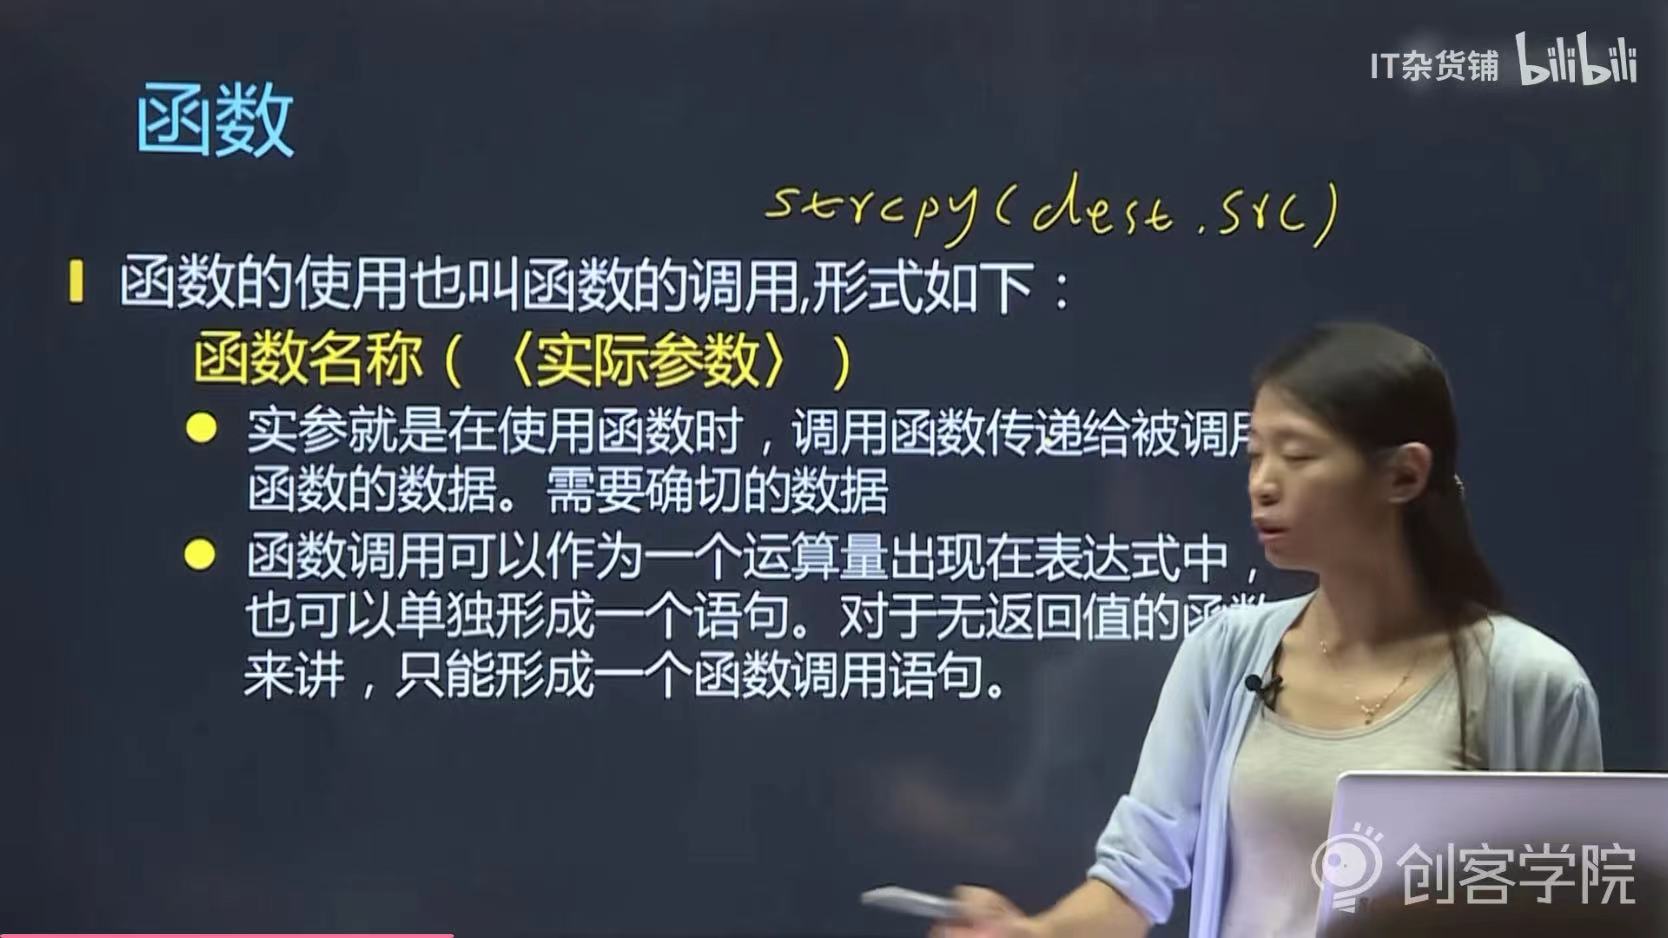 IT杂货铺 bilibili
函数
strcpy(dest.src)
函数的使用也叫函数的调用,形式如下：
函数名称（〈实际参数〉）
实参就是在使用函数时，调用函数传递给被调用
函数的数据。需要确切的数据
函数调用可以作为一个运算量出现在表达式中，
也可以单独形成一个语句。对于无返回值的函数
来讲，只能形成一个函数调用语句。
创客学院